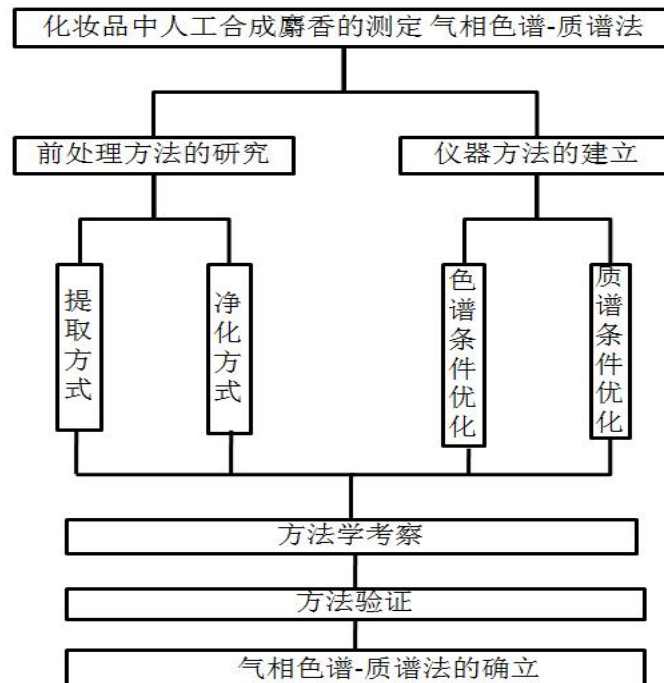 化妆品中人工合成麝香的测定 气相色谱-质谱法
前处理方法的研究
仪器方法的建立
提取方式
净化方式
色谱条件优化
质谱条件优化
方法学考察
方法验证
气相色谱-质谱法的确立